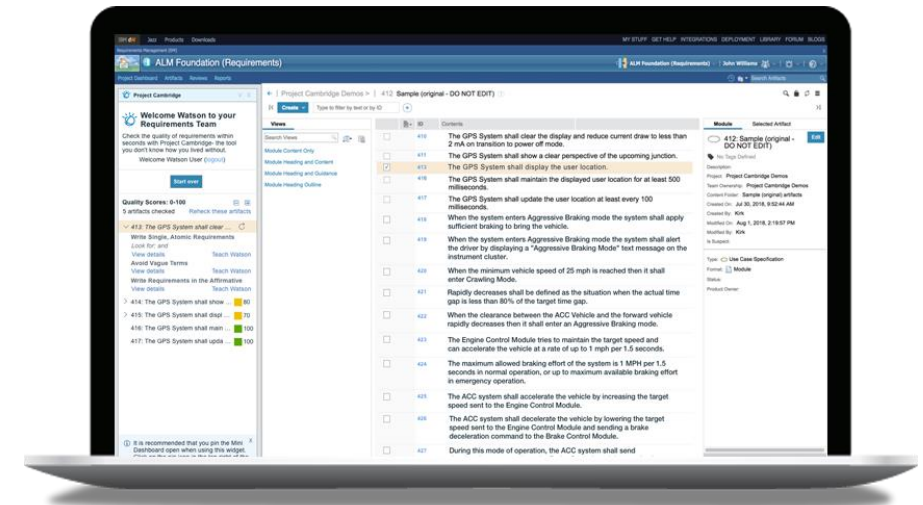 Jazz Products Downloads
MY STUFF GET HELP INTEGRATIONS DEPLOYMENT LIBRARY FORUM BLOGS
Requirements Management (RM)
ALM Foundation (Requirements)
ALM Foundation (Requirements) John Williams
Project Dashboard Artifacts Reviews Reports
Search Artifacts
Project Cambridge
Welcome Watson to your
Requirements Team
Check the quality of requirements within
seconds with Project Cambridge- the tool
you don't know how you lived without.
Welcome Watson User (logout)
Start over
Quality Scores: 0-100
5 artifacts checked Recheck these artifacts
413: The GPS System shall clear ...
Write Single, Atomic Requirements
Look for: and
View details Teach Watson
Avoid Vague Terms
View details Teach Watson
Write Requirements in the Affirmative
View details Teach Watson
414: The GPS System shall show ... 80
415: The GPS System shall displ ... 70
416: The GPS System shall main ... 100
417: The GPS System shall upda ... 100
It is recommended that you pin the Mini
Dashboard open when using this widget.
Project Cambridge Demos > 412 Sample (original - DO NOT EDIT)
Create Type to filter by text or by ID
Views
Search Views
Module Content Only
Module Heading and Content
Module Heading and Guidance
Module Heading Outline
ID Contents
410 The GPS System shall clear the display and reduce current draw to less than
2 mA on transition to power off mode.
411 The GPS System shall show a clear perspective of the upcoming junction.
413 The GPS System shall display the user location.
The GPS System shall maintain the displayed user location for at least 500
milliseconds.
417 The GPS System shall update the user location at least every 100
milliseconds.
When the system enters Aggressive Braking mode the system shall apply
sufficient braking to bring the vehicle.
When the system enters Aggressive Braking mode the system shall alert
the driver by displaying a "Aggressive Braking Mode" text message on the
instrument cluster.
420 When the minimum vehicle speed of 25 mph is reached then it shall
enter Crawling Mode.
421 Rapidly decreases shall be defined as the situation when the actual time
gap is less than 80% of the target time gap.
422 When the clearance between the ACC Vehicle and the forward vehicle
rapidly decreases then it shall enter an Aggressive Braking mode.
423 The Engine Control Module tries to maintain the target speed and
can accelerate the vehicle at a rate of up to 1 mph per 1.5 seconds.
424 The maximum allowed braking effort of the system is 1 MPH per 1.5
seconds in normal operation, or up to maximum available braking effort
in emergency operation.
425 The ACC system shall accelerate the vehicle by increasing the target
speed sent to the Engine Control Module.
426 The ACC system shall decelerate the vehicle by lowering the target
speed sent to the Engine Control Module and sending a brake
deceleration command to the Brake Control Module.
427 During this mode of operation, the ACC system shall send
Module Selected Artifact
412: Sample (original -
DO NOT EDIT)
Edit
No Tags Defined
Description:
Project: Project Cambridge Demos
Team Ownership: Project Cambridge Demos
Content Folder: Sample (original) artifacts
Created On: Jul 30, 2018, 9:52:44 AM
Created By: Kirk
Modified On: Aug 1, 2018, 2:19:57 PM
Modified By: Kirk
Is Suspect:
Type: Use Case Specification
Format: Module
Status:
Product Owner: